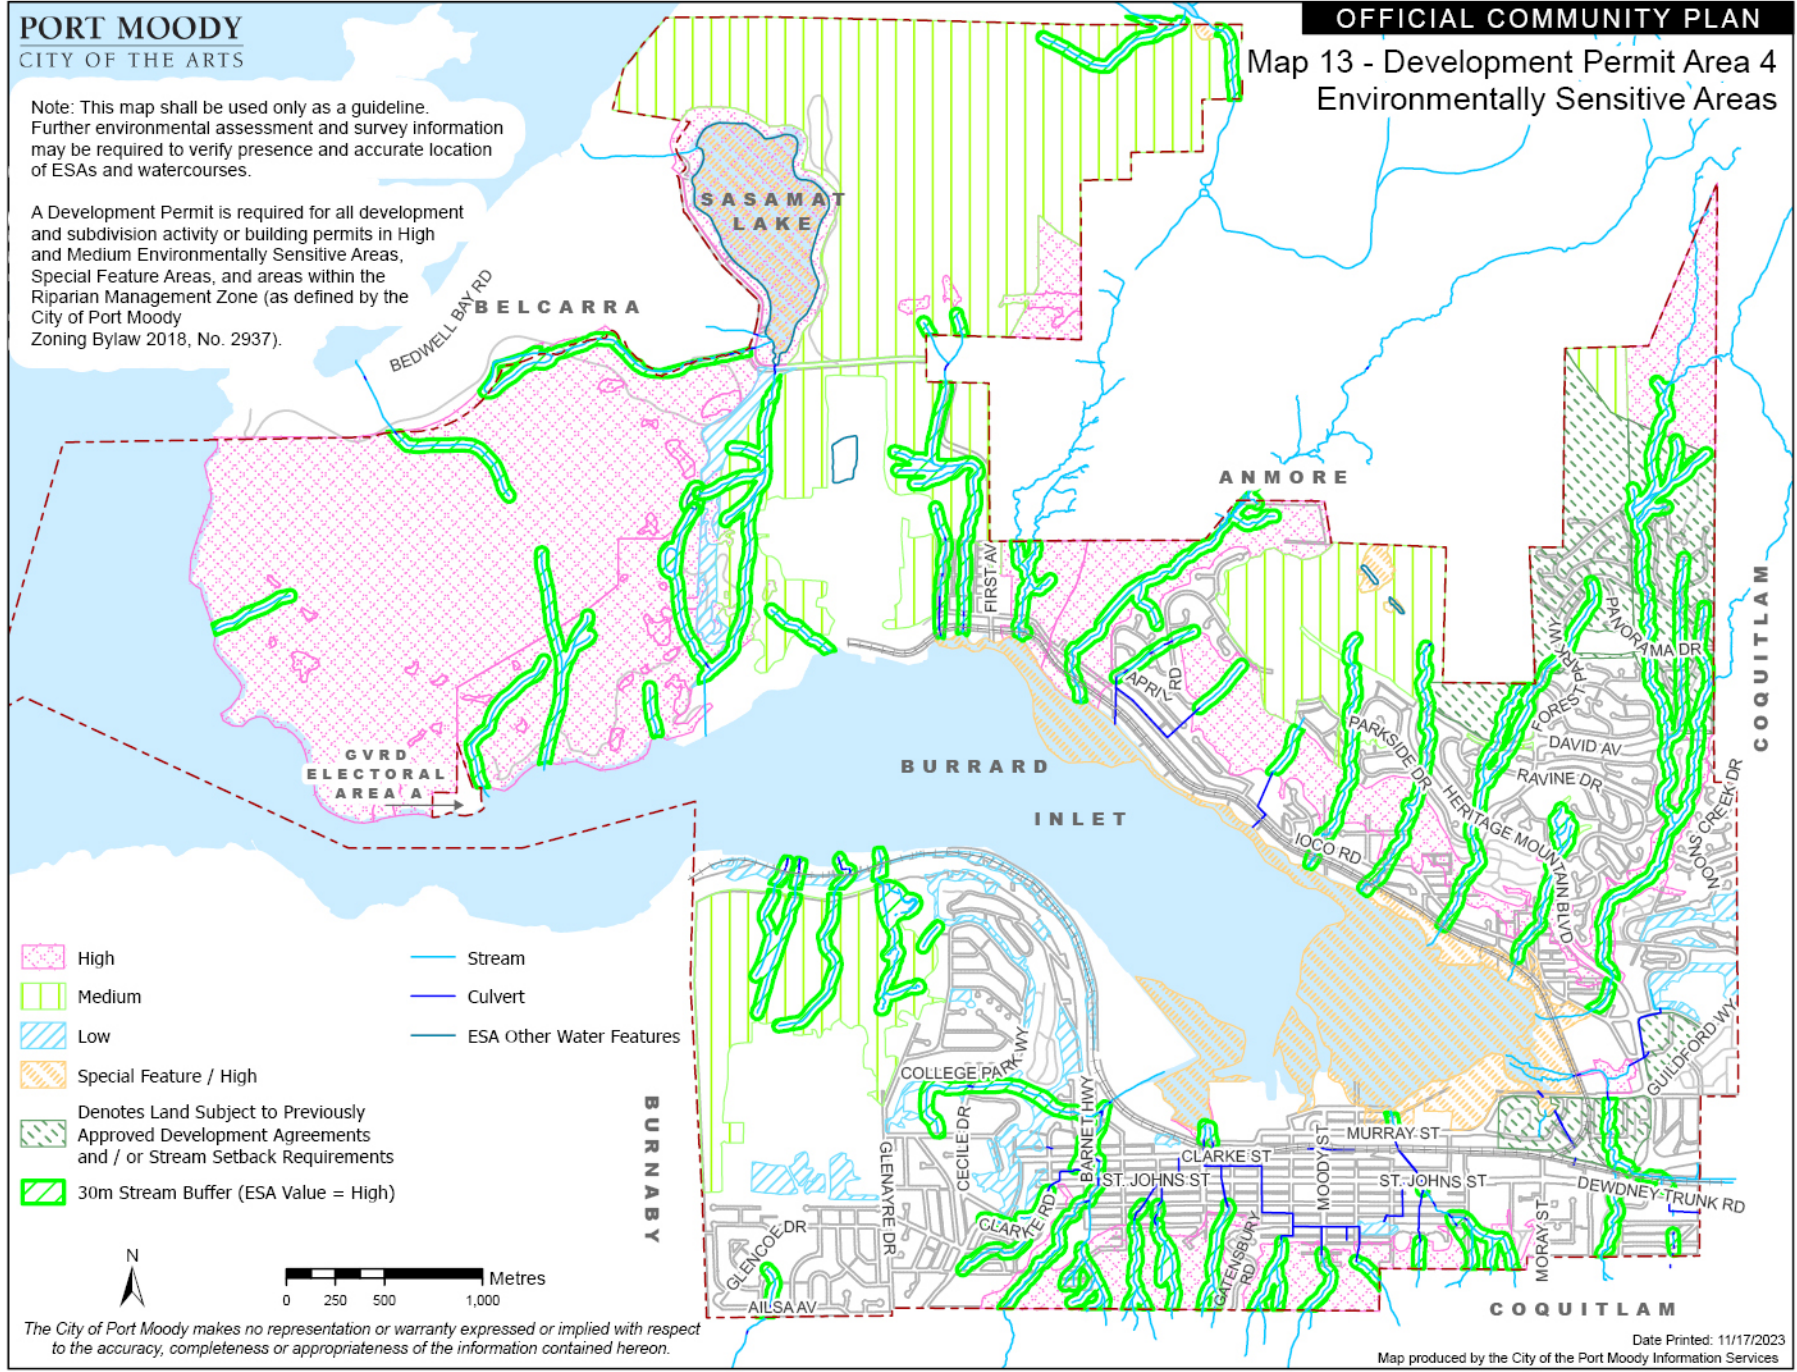 PORT MOODY
CITY OF THE ARTS
OFFICIAL COMMUNITY PLAN
Map 13 - Development Permit Area 4
Environmentally Sensitive Areas
Note: This map shall be used only as a guideline.
Further environmental assessment and survey information
may be required to verify presence and accurate location
of ESAs and watercourses.
A Development Permit is required for all development
and subdivision activity or building permits in High
and Medium Environmentally Sensitive Areas,
Special Feature Areas, and areas within the
Riparian Management Zone (as defined by the
City of Port Moody
Zoning Bylaw 2018, No. 2937).
SASAMAT
LAKE
BELCARRA
BEDWELL BAY RD
ANMORE
FIRST AV
COQUITLAM
PANORAMA DR
FOREST PARK WAY
APRIL RD
DAVID AV
PARKSIDE DR
RAVINE DR
HERITAGE MOUNTAIN BLVD
NOONS CREEK DR
IOCO RD
GVRD
ELECTORAL
AREA A
BURRARD
INLET
GUILDFORD WY
COLLEGE PARK WY
BARNET HWY
CECILE DR
GLENAYRE DR
BURNABY
MURRAY ST
CLARKE ST
MOODY ST
ST. JOHNS ST
ST. JOHNS ST
DEWDNEY TRUNK RD
CLARKE RD
GATENSBURY
RD
MORAY ST
GLENCOE DR
AILSA AV
COQUITLAM
High
Medium
Low
Special Feature / High
Denotes Land Subject to Previously
Approved Development Agreements
and / or Stream Setback Requirements
30m Stream Buffer (ESA Value = High)
Stream
Culvert
ESA Other Water Features
N
Metres
0 250 500 1,000
The City of Port Moody makes no representation or warranty expressed or implied with respect
to the accuracy, completeness or appropriateness of the information contained hereon.
Date Printed: 11/17/2023
Map produced by the City of the Port Moody Information Services